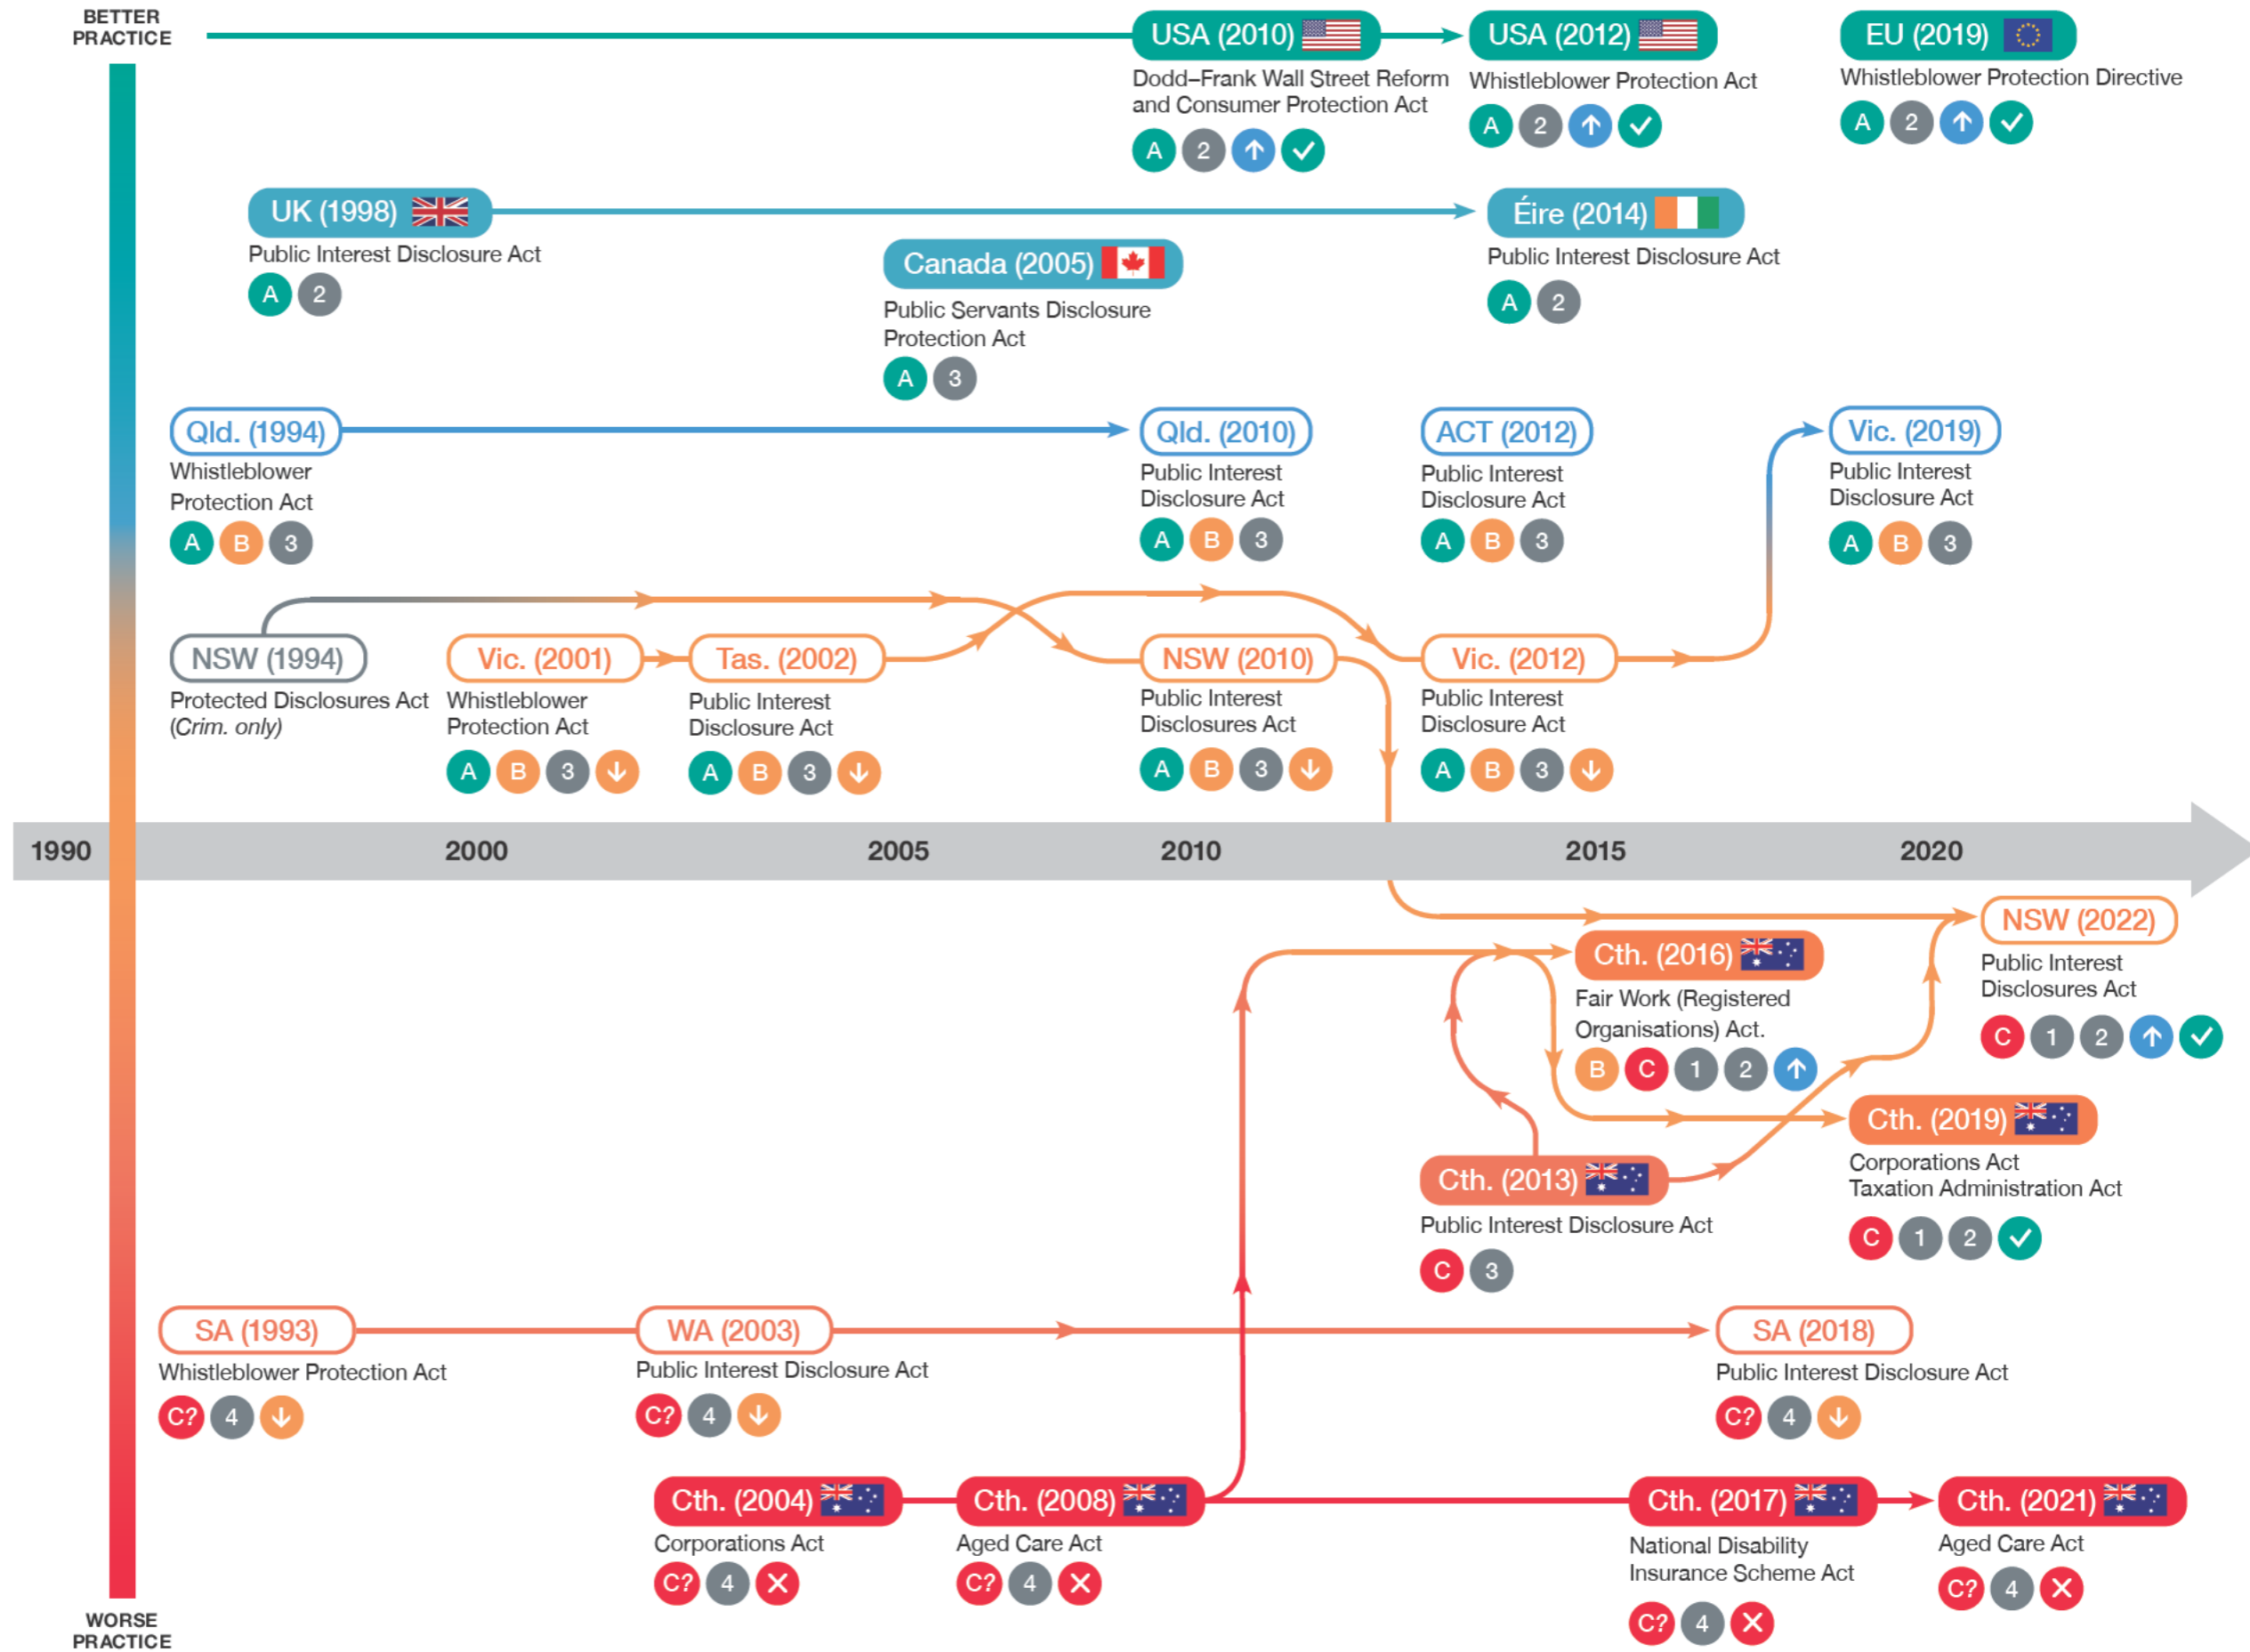 BETTER
PRACTICE
USA (2010)
Dodd–Frank Wall Street Reform
and Consumer Protection Act
A 2 ↑ ✓
USA (2012)
Whistleblower Protection Act
A 2 ↑ ✓
EU (2019)
Whistleblower Protection Directive
A 2 ↑ ✓
UK (1998)
Public Interest Disclosure Act
A 2
Canada (2005)
Public Servants Disclosure
Protection Act
A 3
Éire (2014)
Public Interest Disclosure Act
A 2
Qld. (1994)
Whistleblower
Protection Act
A B 3
Qld. (2010)
Public Interest
Disclosure Act
A B 3
ACT (2012)
Public Interest
Disclosure Act
A B 3
Vic. (2019)
Public Interest
Disclosure Act
A B 3
NSW (1994)
Protected Disclosures Act
(Crim. only)
Vic. (2001)
Whistleblower
Protection Act
A B 3 ↓
Tas. (2002)
Public Interest
Disclosure Act
A B 3 ↓
NSW (2010)
Public Interest
Disclosures Act
A B 3 ↓
Vic. (2012)
Public Interest
Disclosure Act
A B 3 ↓
1990 2000 2005 2010 2015 2020
NSW (2022)
Public Interest
Disclosures Act
C 1 2 ↑ ✓
Cth. (2016)
Fair Work (Registered
Organisations) Act.
B C 1 2 ↑
Cth. (2019)
Corporations Act
Taxation Administration Act
C 1 2 ✓
Cth. (2013)
Public Interest Disclosure Act
C 3
SA (1993)
Whistleblower Protection Act
C? 4 ↓
WA (2003)
Public Interest Disclosure Act
C? 4 ↓
SA (2018)
Public Interest Disclosure Act
C? 4 ↓
Cth. (2004)
Corporations Act
C? 4 ✕
Cth. (2008)
Aged Care Act
C? 4 ✕
Cth. (2017)
National Disability
Insurance Scheme Act
C? 4 ✕
Cth. (2021)
Aged Care Act
C? 4 ✕
WORSE
PRACTICE